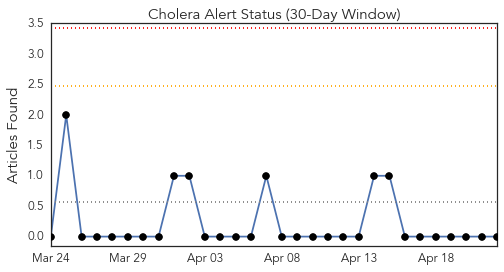 Cholera Alert Status (30-Day Window)
Articles Found
3.5
3.0
2.5
2.0
1.5
1.0
0.5
0.0
Mar 24 Mar 29 Apr 03 Apr 08 Apr 13 Apr 18